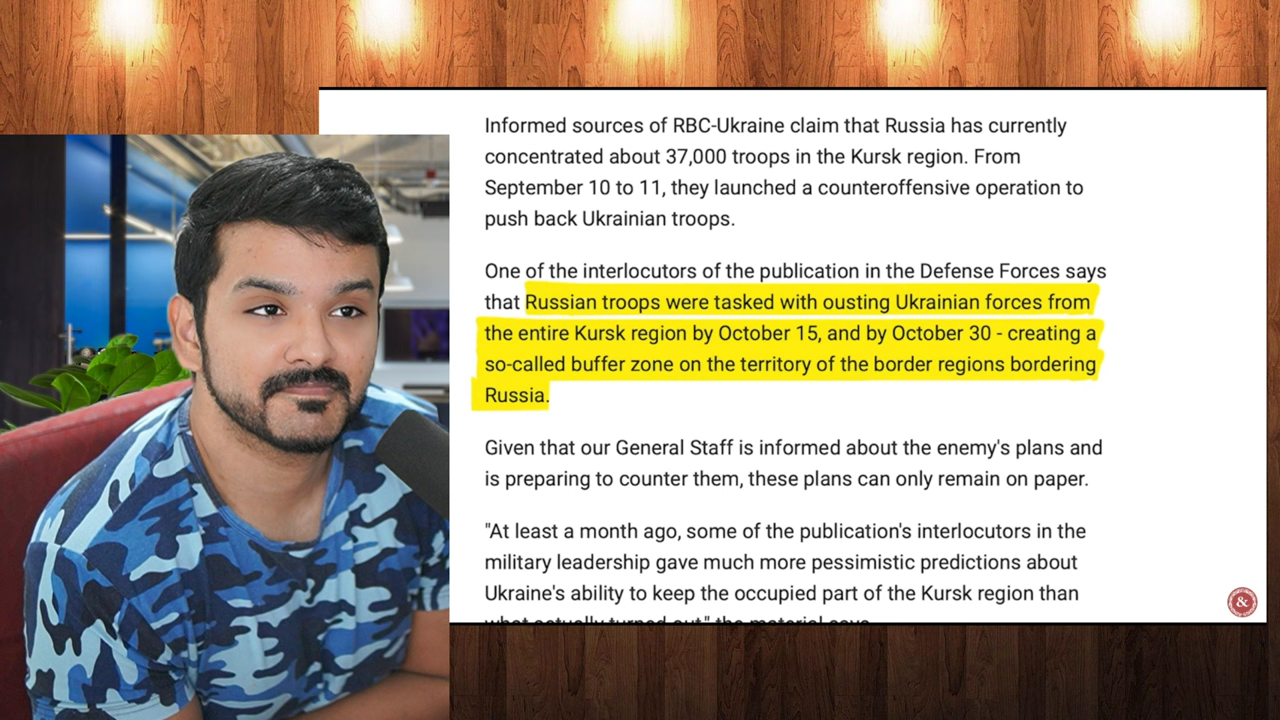 Informed sources of RBC-Ukraine claim that Russia has currently
concentrated about 37,000 troops in the Kursk region. From
September 10 to 11, they launched a counteroffensive operation to
push back Ukrainian troops.
One of the interlocutors of the publication in the Defense Forces says
that Russian troops were tasked with ousting Ukrainian forces from
the entire Kursk region by October 15, and by October 30 - creating a
so-called buffer zone on the territory of the border regions bordering
Russia.
Given that our General Staff is informed about the enemy's plans and
is preparing to counter them, these plans can only remain on paper.
"At least a month ago, some of the publication's interlocutors in the
military leadership gave much more pessimistic predictions about
Ukraine's ability to keep the occupied part of the Kursk region than
what actually turned out," the material says.
&